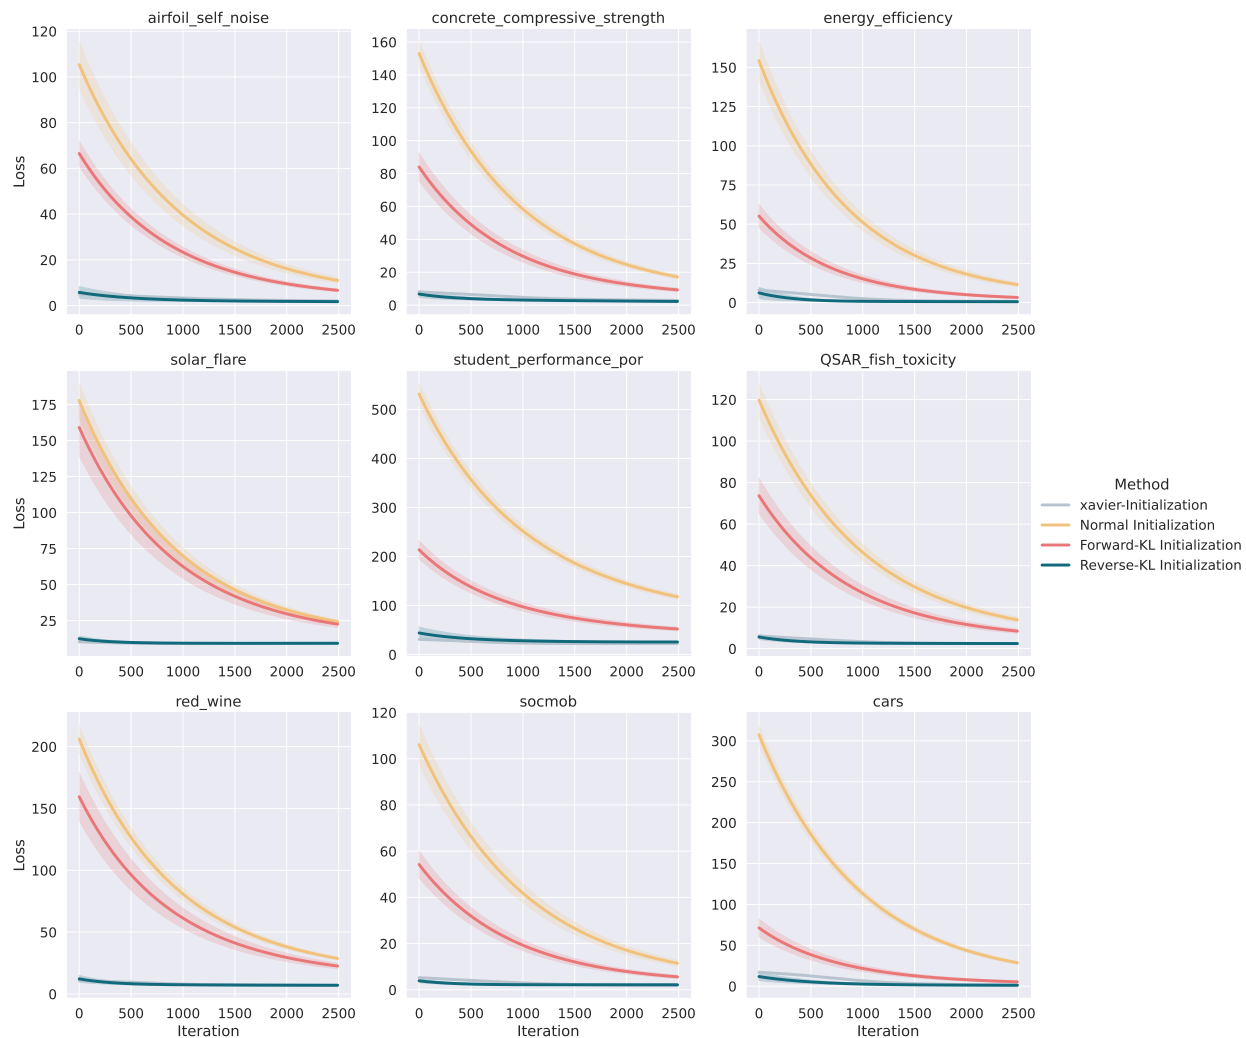 airfoil_self_noise
concrete_compressive_strength
energy_efficiency
120
100
80
60
40
20
0
Loss
0 500 1000 1500 2000 2500
160
140
120
100
80
60
40
20
0
0 500 1000 1500 2000 2500
150
125
100
75
50
25
0
0 500 1000 1500 2000 2500
solar_flare
student_performance_por
QSAR_fish_toxicity
175
150
125
100
75
50
25
Loss
0 500 1000 1500 2000 2500
500
400
300
200
100
0
0 500 1000 1500 2000 2500
120
100
80
60
40
20
0
0 500 1000 1500 2000 2500
Method
xavier-Initialization
Normal Initialization
Forward-KL Initialization
Reverse-KL Initialization
red_wine
socmob
cars
200
150
100
50
0
Loss
0 500 1000 1500 2000 2500
Iteration
120
100
80
60
40
20
0
0 500 1000 1500 2000 2500
Iteration
300
250
200
150
100
50
0
0 500 1000 1500 2000 2500
Iteration